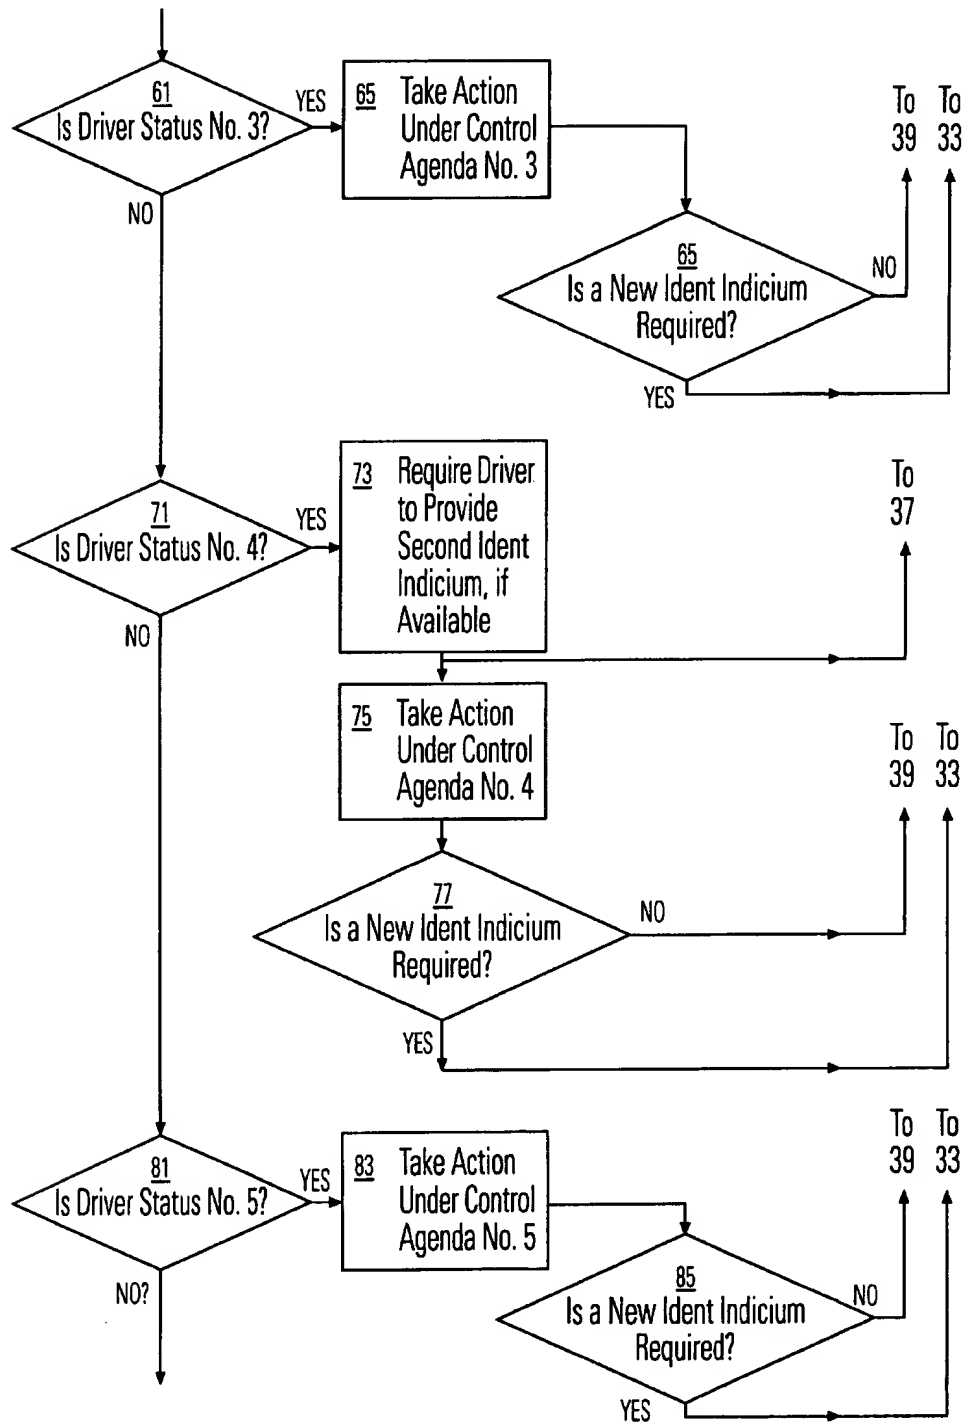 61
Is Driver Status No. 3?
YES
NO
65 Take Action
Under Control
Agenda No. 3
65
Is a New Ident Indicium
Required?
NO
YES
To To
39 33
71
Is Driver Status No. 4?
YES
NO
73 Require Driver
to Provide
Second Ident
Indicium, if
Available
To
37
75 Take Action
Under Control
Agenda No. 4
77
Is a New Ident Indicium
Required?
NO
YES
To To
39 33
81
Is Driver Status No. 5?
YES
NO?
83 Take Action
Under Control
Agenda No. 5
85
Is a New Ident Indicium
Required?
NO
YES
To To
39 33